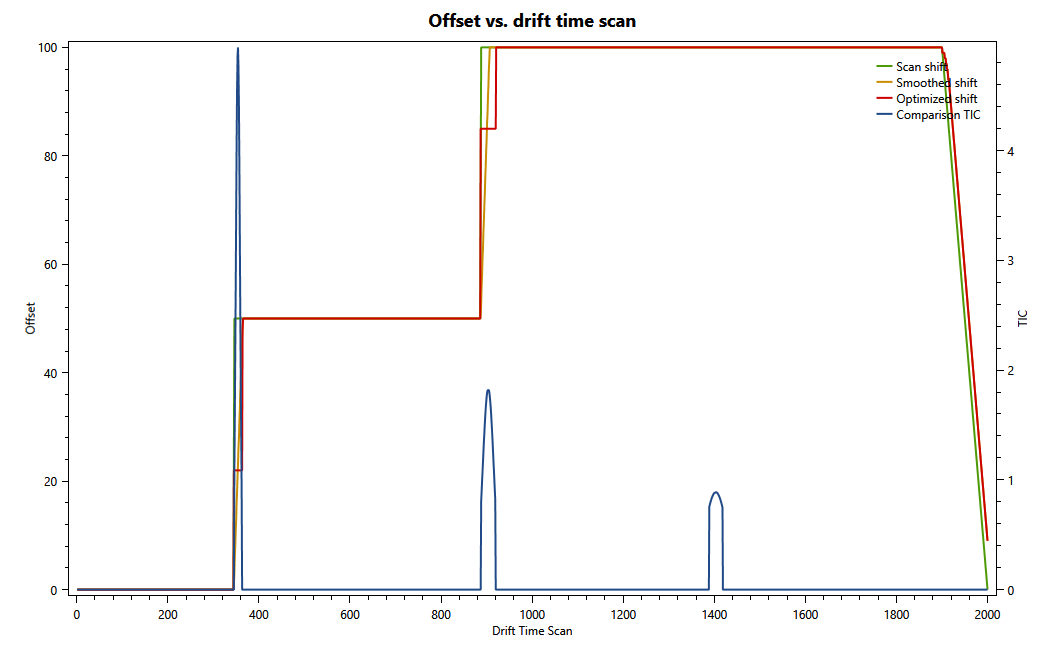 Offset vs. drift time scan
100
80
60
40
20
0
Offset
Scan shift
Smoothed shift
Optimized shift
Comparison TIC
4
3
2
1
0
TIC
0
200
400
600
800
1000
1200
1400
1600
1800
2000
Drift Time Scan